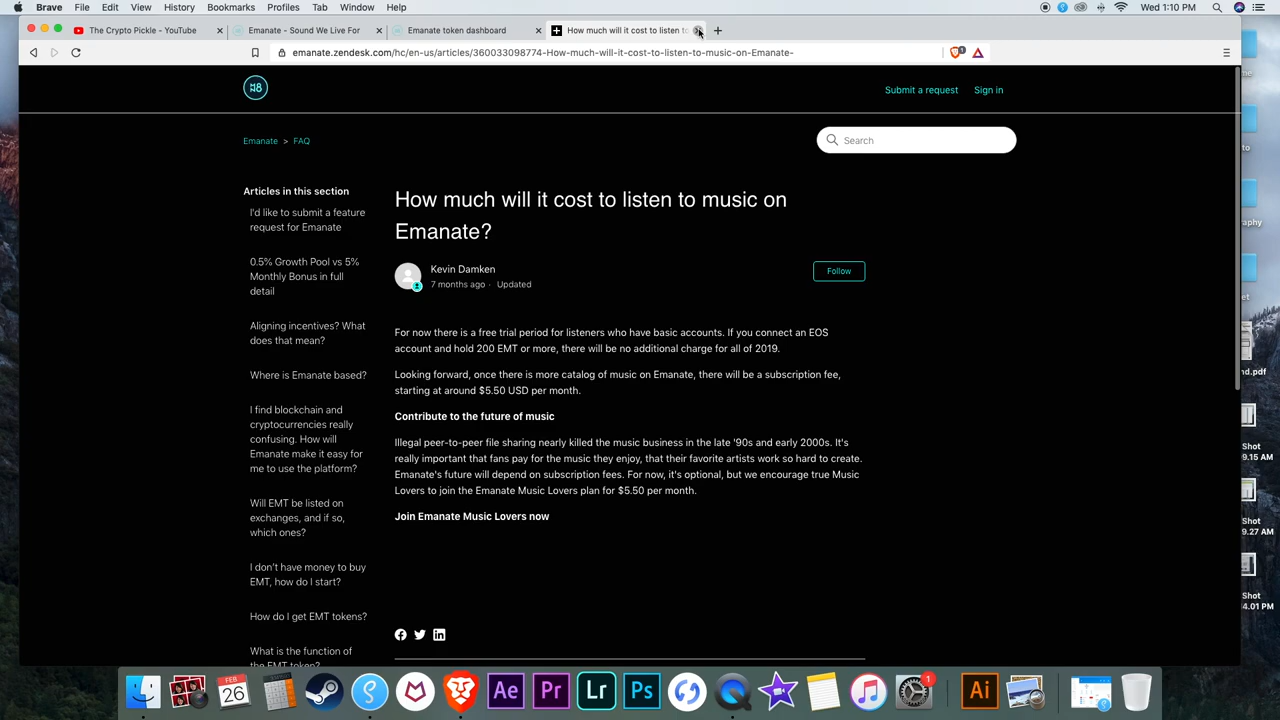 Brave File Edit View History Bookmarks Profiles Tab Window Help Wed 1:10 PM
The Crypto Pickle - YouTube
Emanate - Sound We Live For
Emanate token dashboard
How much will it cost to listen to
emanate.zendesk.com/hc/en-us/articles/360033098774-How-much-will-it-cost-to-listen-to-music-on-Emanate-
Submit a request Sign in
Emanate > FAQ
Search
Articles in this section
I'd like to submit a feature
request for Emanate
0.5% Growth Pool vs 5%
Monthly Bonus in full
detail
Aligning incentives? What
does that mean?
Where is Emanate based?
I find blockchain and
cryptocurrencies really
confusing. How will
Emanate make it easy for
me to use the platform?
Will EMT be listed on
exchanges, and if so,
which ones?
I don't have money to buy
EMT, how do I start?
How do I get EMT tokens?
What is the function of
the EMT token?
How much will it cost to listen to music on
Emanate?
Kevin Damken
7 months ago · Updated
Follow
For now there is a free trial period for listeners who have basic accounts. If you connect an EOS
account and hold 200 EMT or more, there will be no additional charge for all of 2019.
Looking forward, once there is more catalog of music on Emanate, there will be a subscription fee,
starting at around $5.50 USD per month.
Contribute to the future of music
Illegal peer-to-peer file sharing nearly killed the music business in the late '90s and early 2000s. It's
really important that fans pay for the music they enjoy, that their favorite artists work so hard to create.
Emanate's future will depend on subscription fees. For now, it's optional, but we encourage true Music
Lovers to join the Emanate Music Lovers plan for $5.50 per month.
Join Emanate Music Lovers now
me
to
raphy
et
nd.pdf
Shot
9.15 AM
Shot
9.27 AM
Shot
4.01 PM
FEB
26
Ae
Pr
Lr
Ps
1
Ai